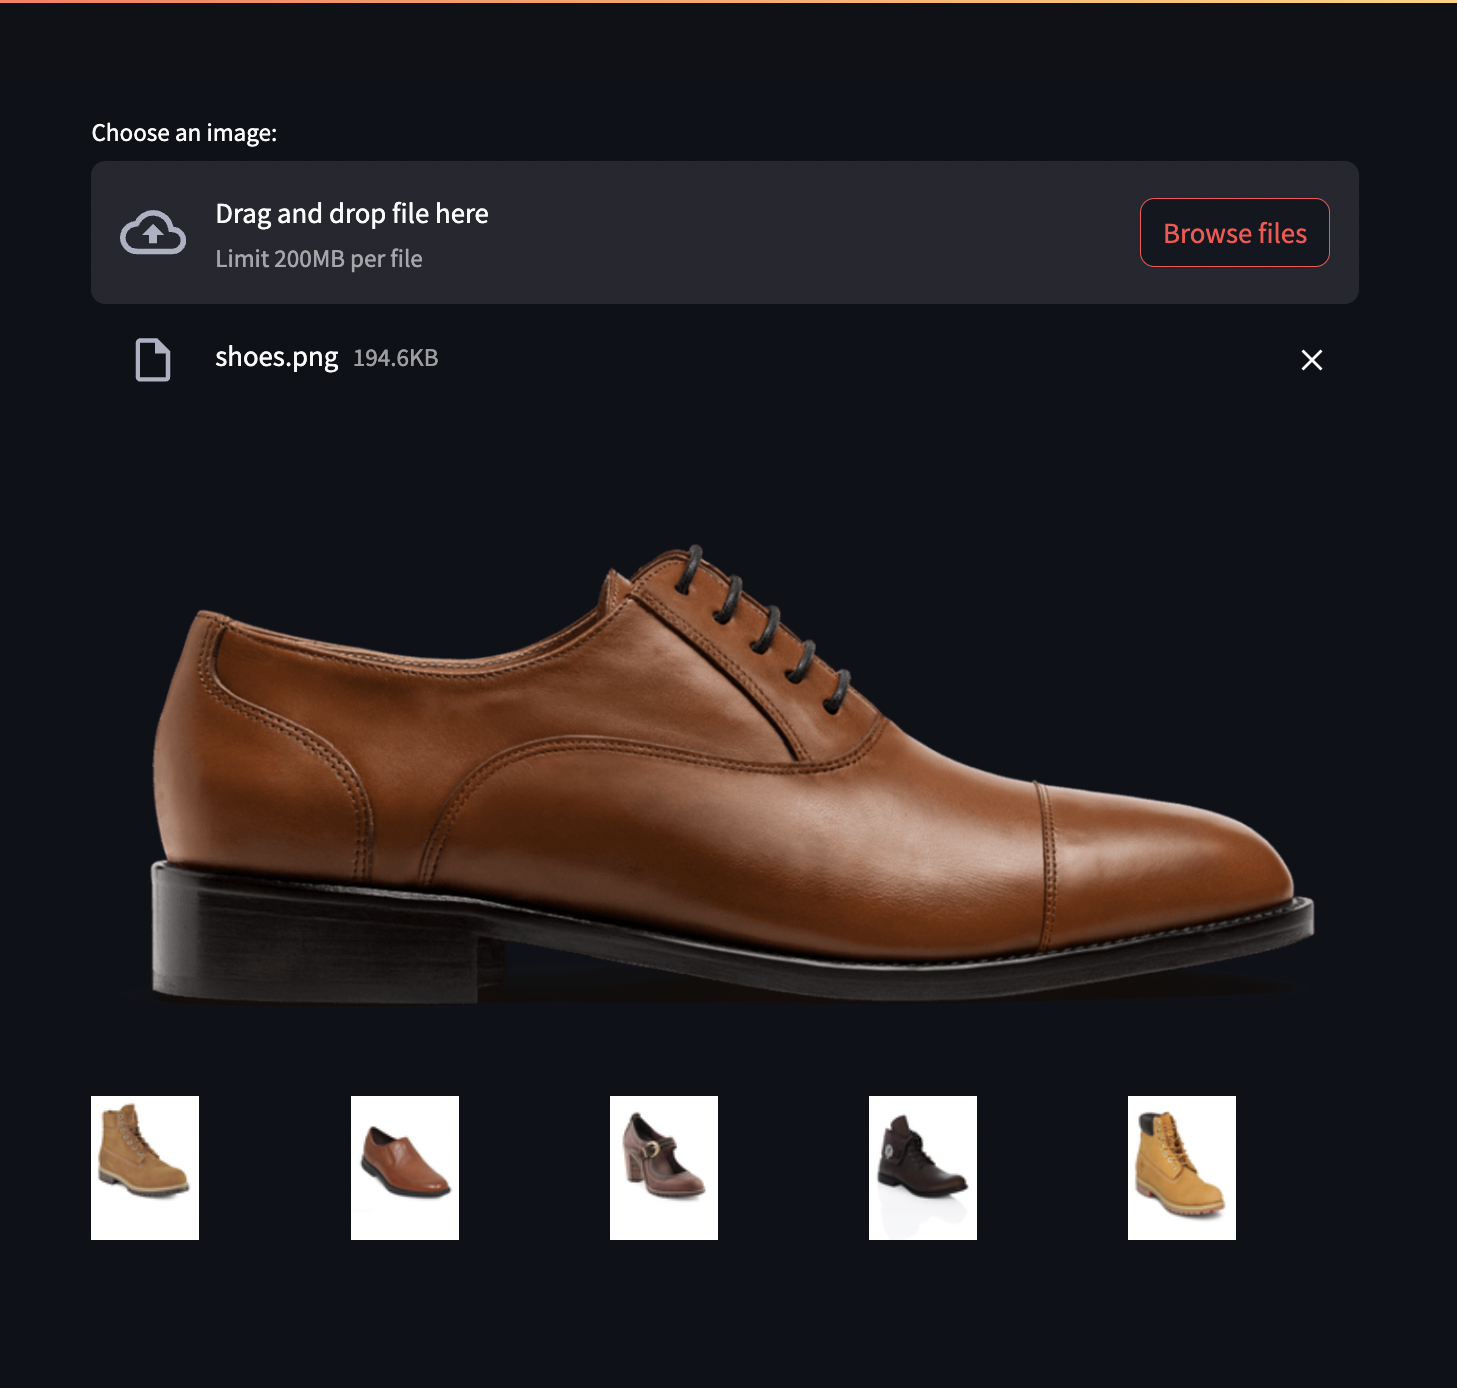 Choose an image:
Drag and drop file here
Limit 200MB per file
Browse files
shoes.png 194.6KB